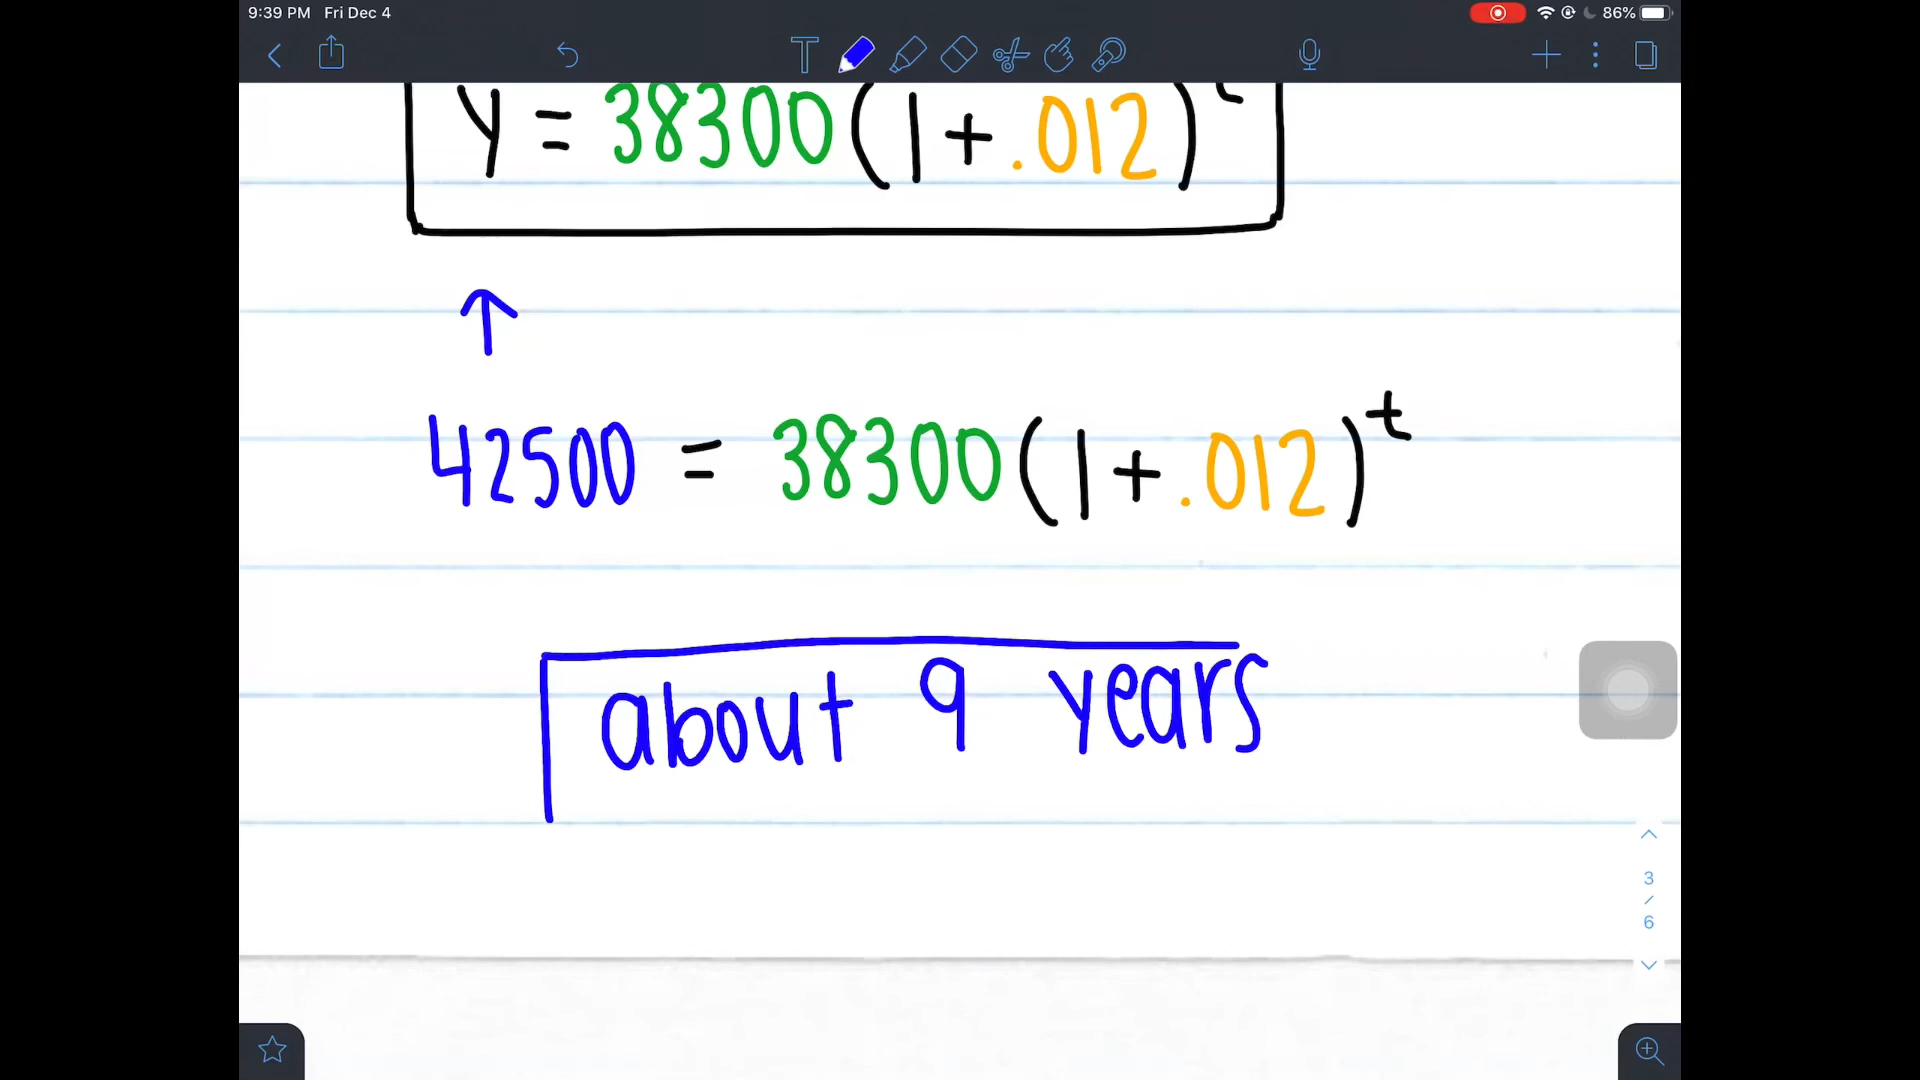 9:39 PM Fri Dec 4
86%
y = 38300(1+.012)^t
42500 = 38300(1+.012)^t
about 9 years
3
/
6